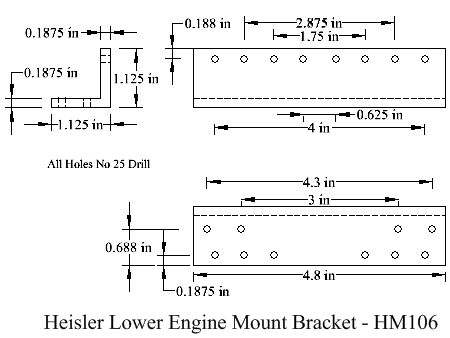 0.1875 in
0.188 in
2.875 in
1.75 in
0.1875 in
1.125 in
1.125 in
0.625 in
4 in
All Holes No 25 Drill
4.3 in
3 in
0.688 in
4.8 in
0.1875 in
Heisler Lower Engine Mount Bracket - HM106